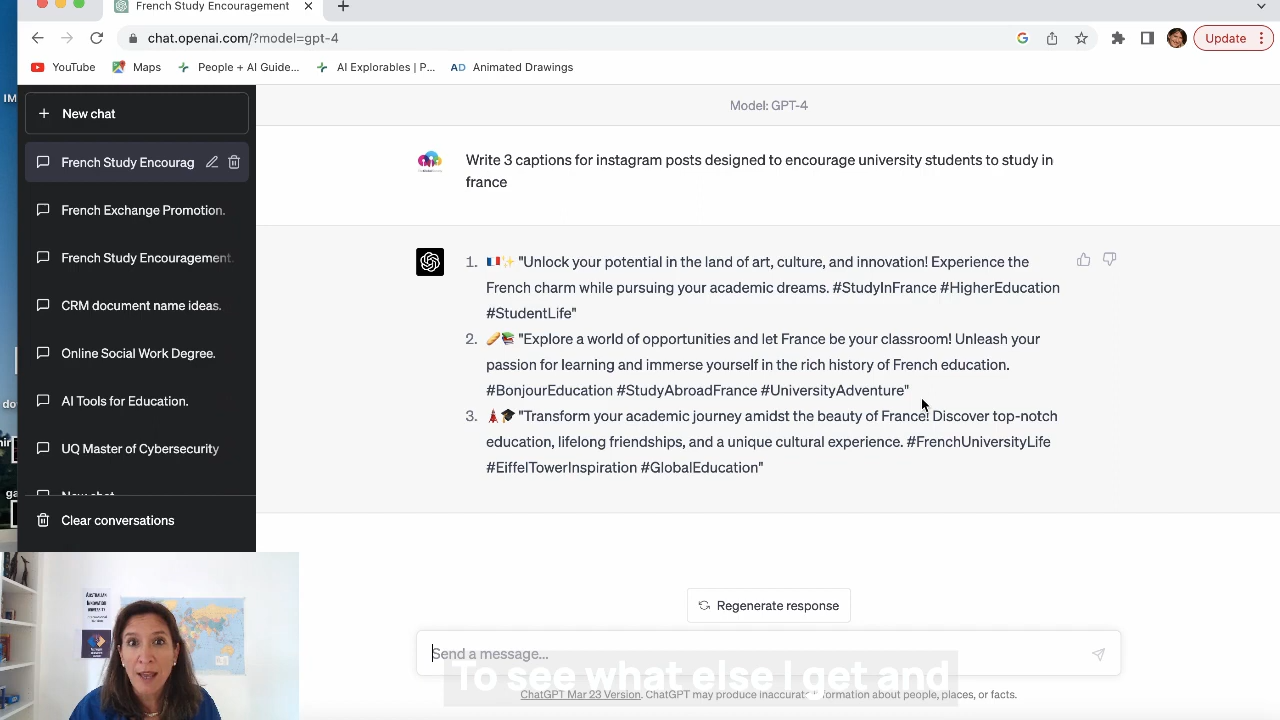 French Study Encouragement
chat.openai.com/?model=gpt-4
Update
YouTube
Maps
People + AI Guide...
AI Explorables | P...
AD Animated Drawings
IM
New chat
French Study Encourag
French Exchange Promotion.
French Study Encouragement.
CRM document name ideas.
Online Social Work Degree.
AI Tools for Education.
UQ Master of Cybersecurity
New chat
Clear conversations
Model: GPT-4
Write 3 captions for instagram posts designed to encourage university students to study in
france
1. 🇫🇷✨ "Unlock your potential in the land of art, culture, and innovation! Experience the
French charm while pursuing your academic dreams. #StudyInFrance #HigherEducation
#StudentLife"
2. 🥖📚 "Explore a world of opportunities and let France be your classroom! Unleash your
passion for learning and immerse yourself in the rich history of French education.
#BonjourEducation #StudyAbroadFrance #UniversityAdventure"
3. 🗼🎓 "Transform your academic journey amidst the beauty of France! Discover top-notch
education, lifelong friendships, and a unique cultural experience. #FrenchUniversityLife
#EiffelTowerInspiration #GlobalEducation"
Regenerate response
Send a message...
To see what else I get and
ChatGPT Mar 23 Version. ChatGPT may produce inaccurate information about people, places, or facts.